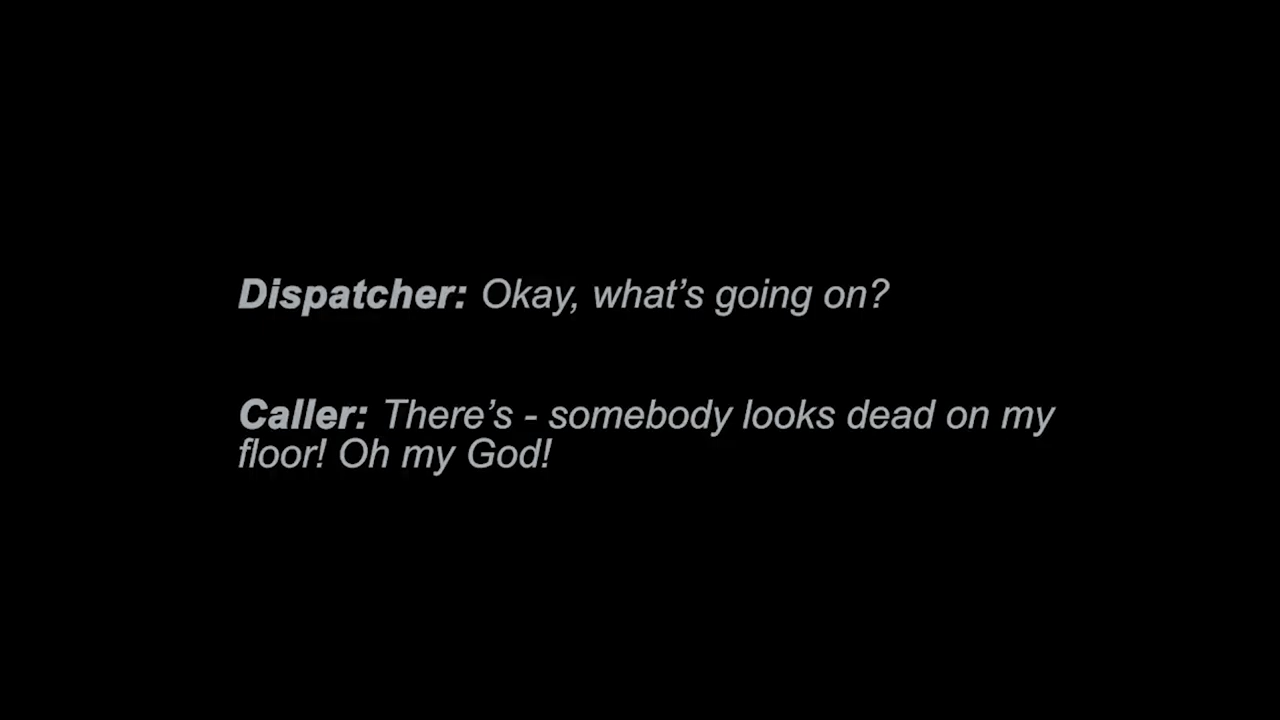 Dispatcher: Okay, what’s going on?
Caller: There’s - somebody looks dead on my
floor! Oh my God!